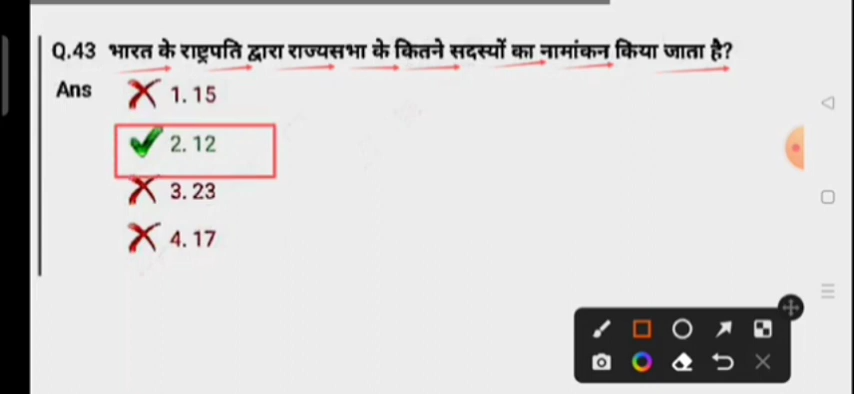 Q.43 भारत के राष्ट्रपति द्वारा राज्यसभा के कितने सदस्यों का नामांकन किया जाता है?
Ans 1. 15
2. 12
3. 23
4. 17